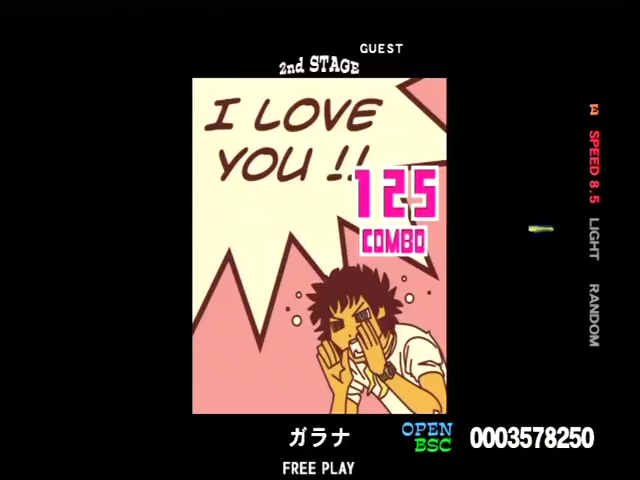 GUEST
2nd STAGE
I LOVE
YOU !!
125
COMBO
E
SPEED 8.5
LIGHT
RANDOM
ガラナ
OPEN
BSC
0003578250
FREE PLAY